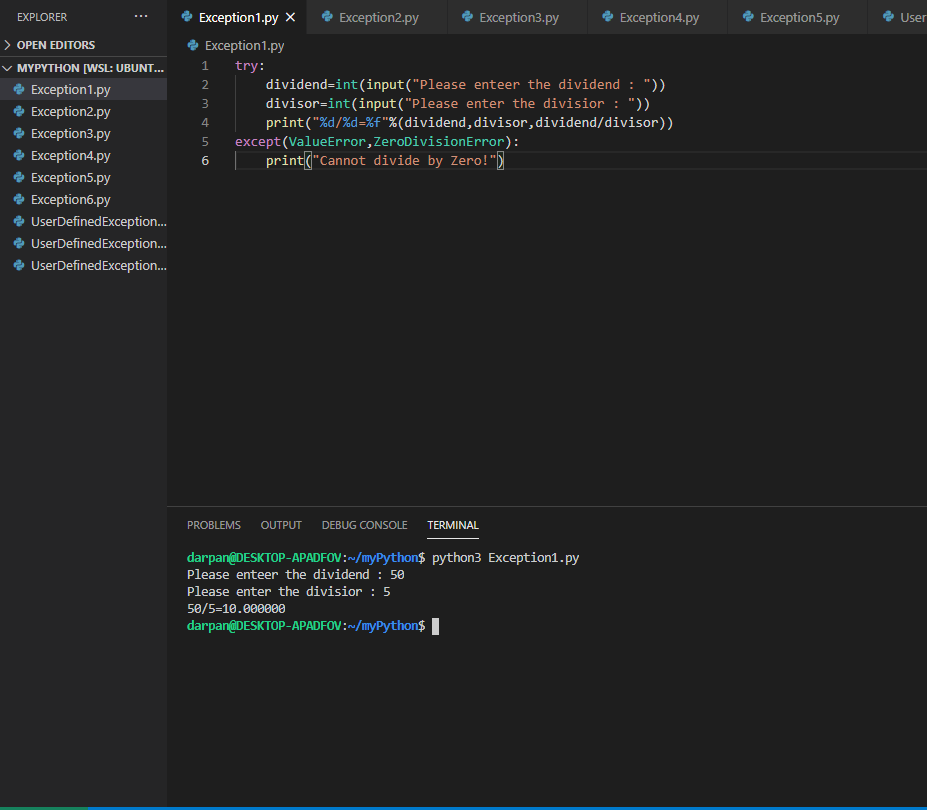 EXPLORER ...
OPEN EDITORS
MYPYTHON [WSL: UBUNT...
Exception1.py
Exception2.py
Exception3.py
Exception4.py
Exception5.py
Exception6.py
UserDefinedException...
UserDefinedException...
UserDefinedException...
Exception1.py Exception2.py Exception3.py Exception4.py Exception5.py User
Exception1.py
1 try:
2     dividend=int(input("Please enteer the dividend : "))
3     divisor=int(input("Please enter the divisior : "))
4     print("%d/%d=%f"%(dividend,divisor,dividend/divisor))
5 except(ValueError,ZeroDivisionError):
6     print("Cannot divide by Zero!")
PROBLEMS OUTPUT DEBUG CONSOLE TERMINAL
darpan@DESKTOP-APADFOV:~/myPython$ python3 Exception1.py
Please enteer the dividend : 50
Please enter the divisior : 5
50/5=10.000000
darpan@DESKTOP-APADFOV:~/myPython$